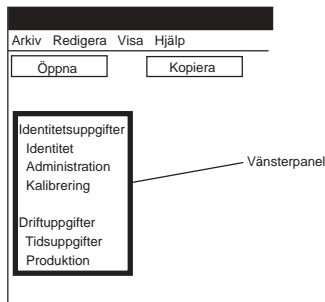 Arkiv Redigera Visa Hjälp
Öppna Kopiera
Identitetsuppgifter
Identitet
Administration
Kalibrering
Vänsterpanel
Driftuppgifter
Tidsuppgifter
Produktion